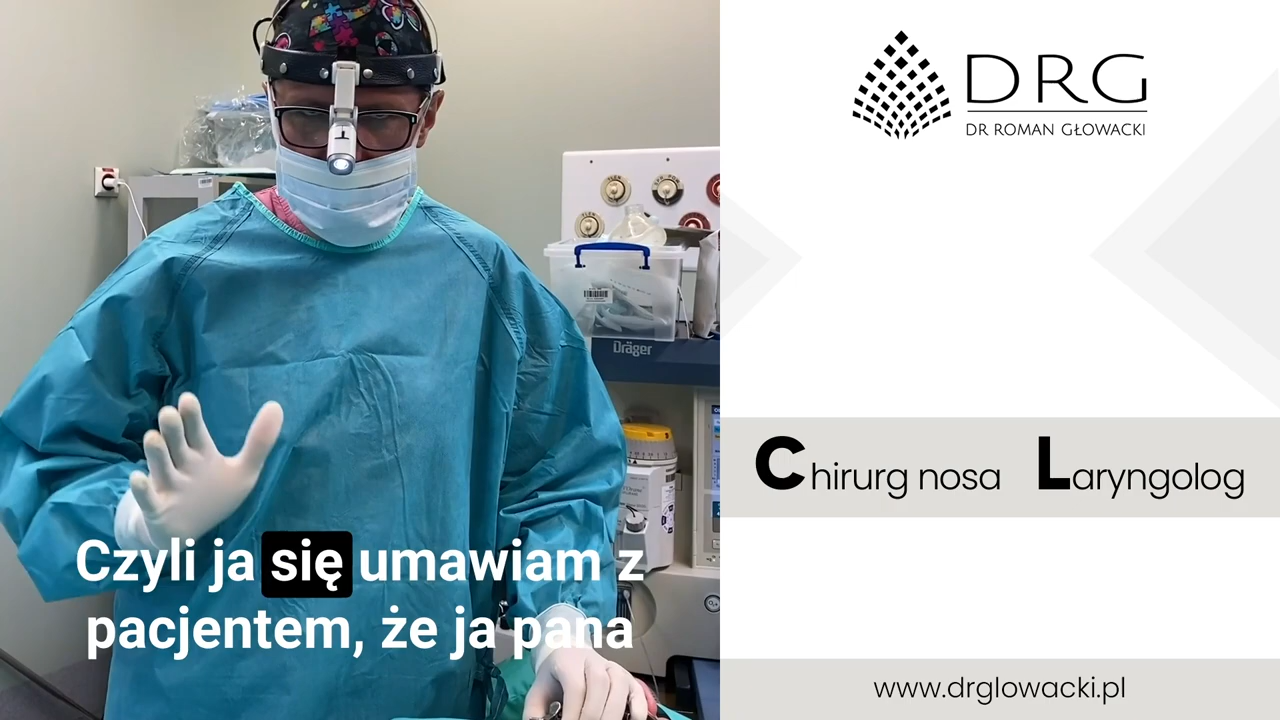 DRG
DR ROMAN GŁOWACKI
Dräger
Chirurg nosa Laryngolog
Czyli ja się umawiam z
pacjentem, że ja pana
www.drglowacki.pl